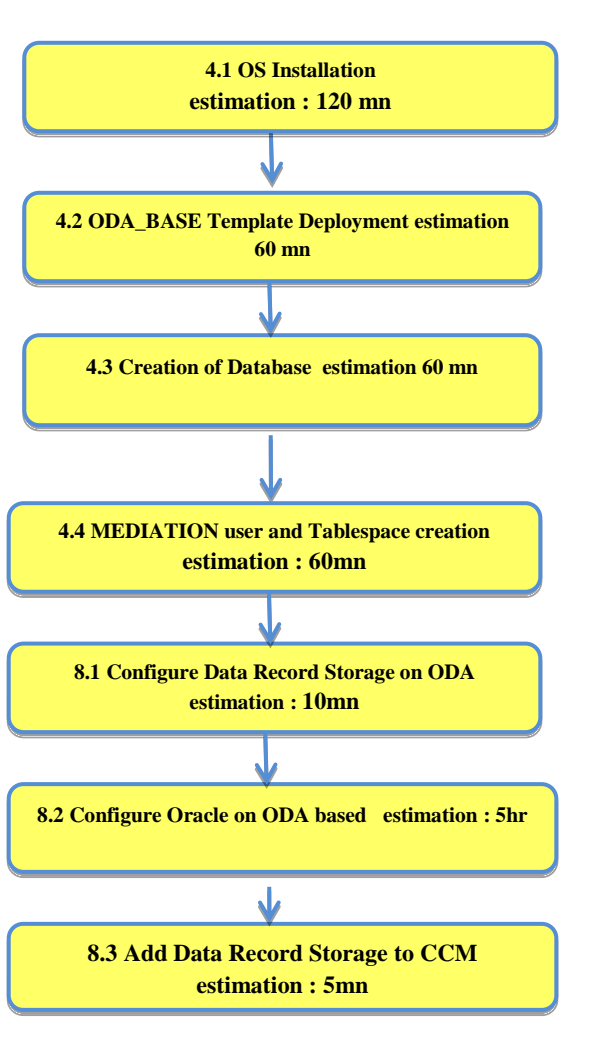 4.1 OS Installation
estimation : 120 mn
4.2 ODA_BASE Template Deployment estimation
60 mn
4.3 Creation of Database  estimation 60 mn
4.4 MEDIATION user and Tablespace creation
estimation : 60mn
8.1 Configure Data Record Storage on ODA
estimation : 10mn
8.2 Configure Oracle on ODA based   estimation : 5hr
8.3 Add Data Record Storage to CCM
estimation : 5mn